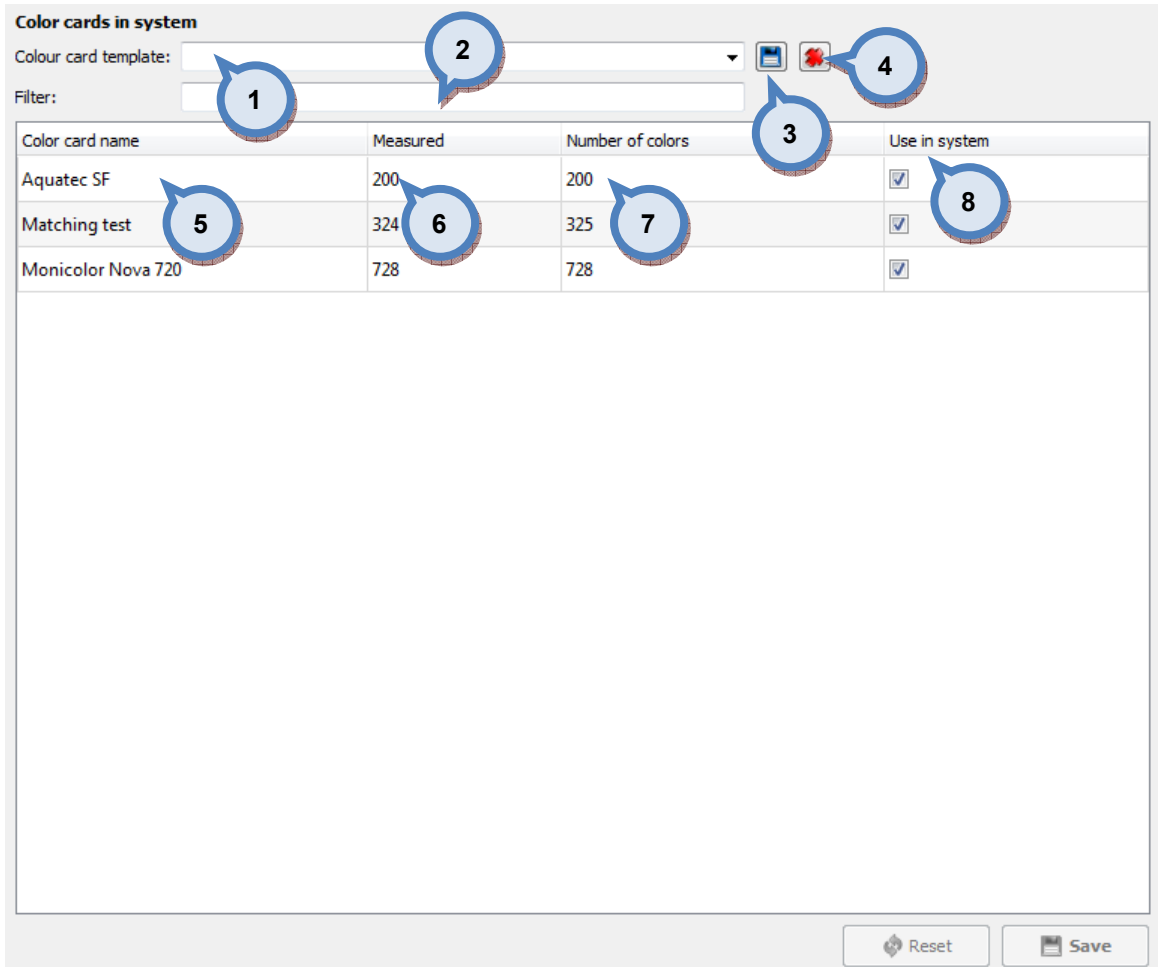 Color cards in system
Colour card template:
2
4
Filter:
1
3
Color card name Measured Number of colors Use in system
Aquatec SF 200 200
5 6 7 8
Matching test 324 325
Monicolor Nova 720 728 728
Reset Save